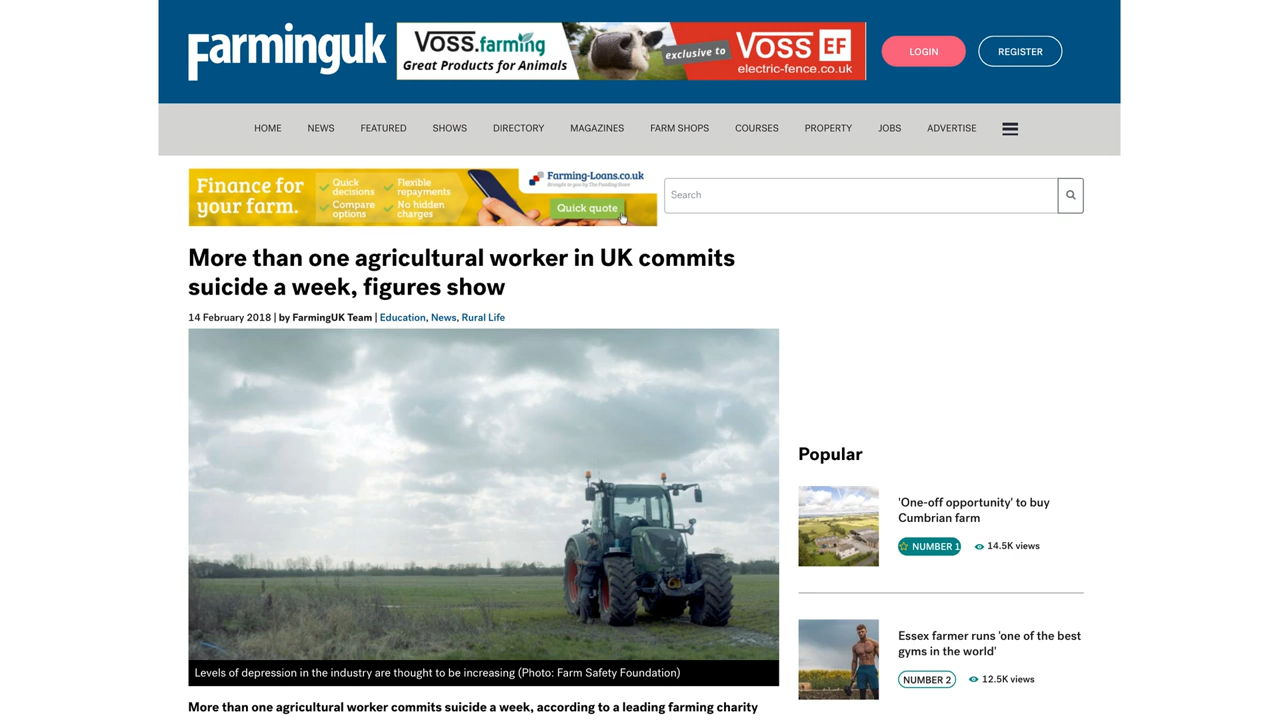 Farminguk
VOSS.farming
Great Products for Animals
exclusive to
VOSS EF
electric-fence.co.uk
LOGIN
REGISTER
HOME NEWS FEATURED SHOWS DIRECTORY MAGAZINES FARM SHOPS COURSES PROPERTY JOBS ADVERTISE
Finance for
your farm.
Quick
decisions
Compare
options
Flexible
repayments
No hidden
charges
Farming-Loans.co.uk
Brought to you by The Funding Store
Quick quote
Search
More than one agricultural worker in UK commits
suicide a week, figures show
14 February 2018 | by FarmingUK Team | Education, News, Rural Life
Levels of depression in the industry are thought to be increasing (Photo: Farm Safety Foundation)
More than one agricultural worker commits suicide a week, according to a leading farming charity
Popular
'One-off opportunity' to buy
Cumbrian farm
NUMBER 1 14.5K views
Essex farmer runs 'one of the best
gyms in the world'
NUMBER 2 12.5K views